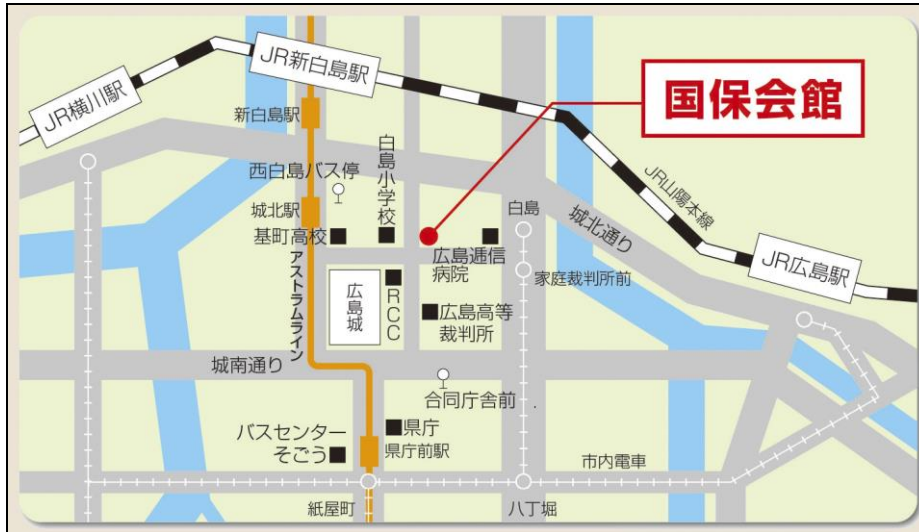 JR新白島駅
JR横川駅
国保会館
新白島駅
白島小学校
西白島バス停
JR山陽本線
城北駅
白島
城北通り
基町高校
広島逓信
病院
JR広島駅
アストラムライン
家庭裁判所前
広島城
RCC
広島高等
裁判所
城南通り
合同庁舎前
県庁
バスセンター
そごう
県庁前駅
市内電車
紙屋町
八丁堀